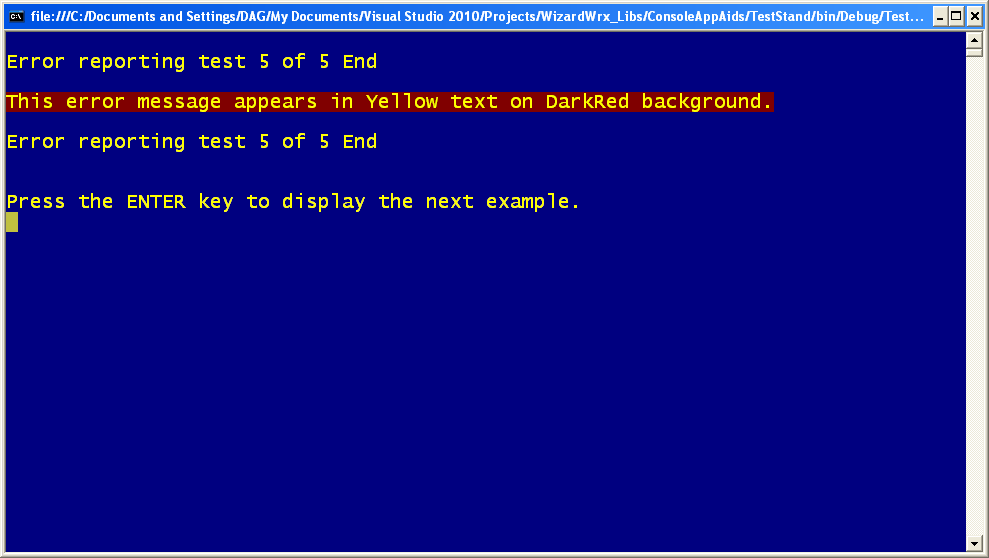 file:///C:/Documents and Settings/DAG/My Documents/Visual Studio 2010/Projects/WizardWrx_Libs/ConsoleAppAids/TestStand/bin/Debug/Test...
Error reporting test 5 of 5 End
This error message appears in Yellow text on DarkRed background.
Error reporting test 5 of 5 End
Press the ENTER key to display the next example.